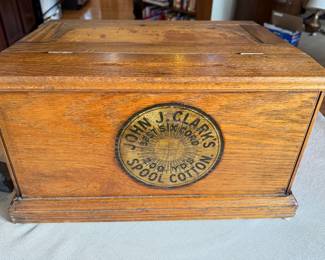 JOHN J. CLARK'S
BEST SIX CORD
200 YDS
SPOOL COTTON